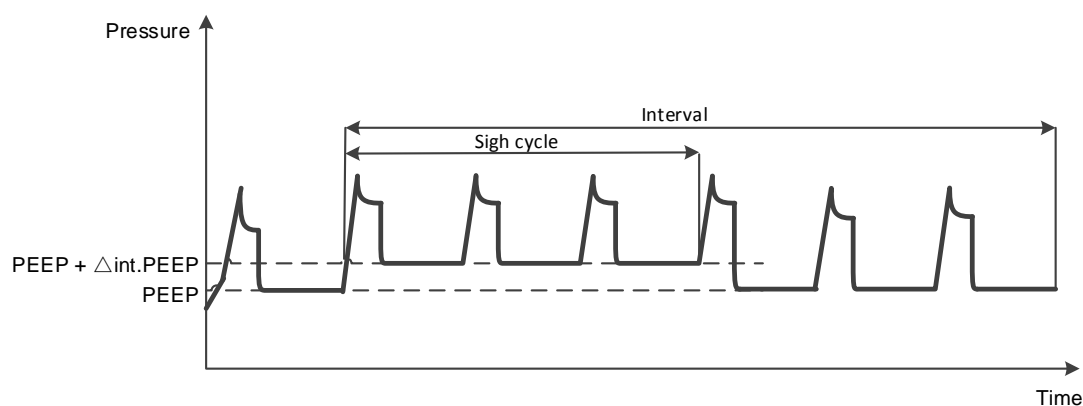 Pressure
Interval
Sigh cycle
PEEP + △int.PEEP
PEEP
Time